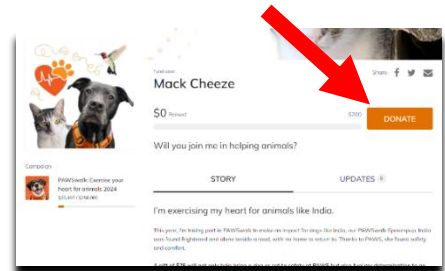 Fundraiser
Mack Cheeze
Share:
$0 Raised
$250
DONATE
Will you join me in helping animals?
Campaign
PAWSwalk: Exercise your
heart for animals 2024
STORY
UPDATES 0
I'm exercising my heart for animals like India.
This year, I'm taking part in PAWSwalk to make an impact for dogs like India, our PAWSwalk Spokespup. India
was found frightened and alone beside a road, with no home to return to. Thanks to PAWS, she found safety
and comfort.